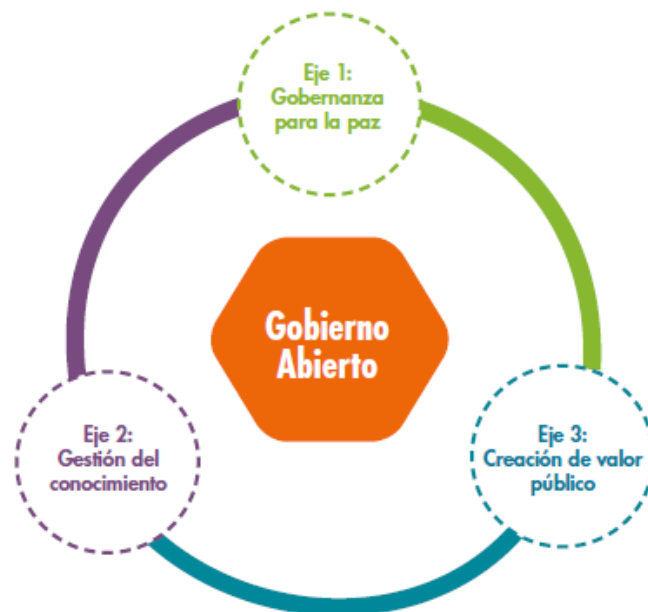 Eje 1:
Gobernanza
para la paz
Gobierno
Abierto
Eje 2:
Gestión del
conocimiento
Eje 3:
Creación de valor
público